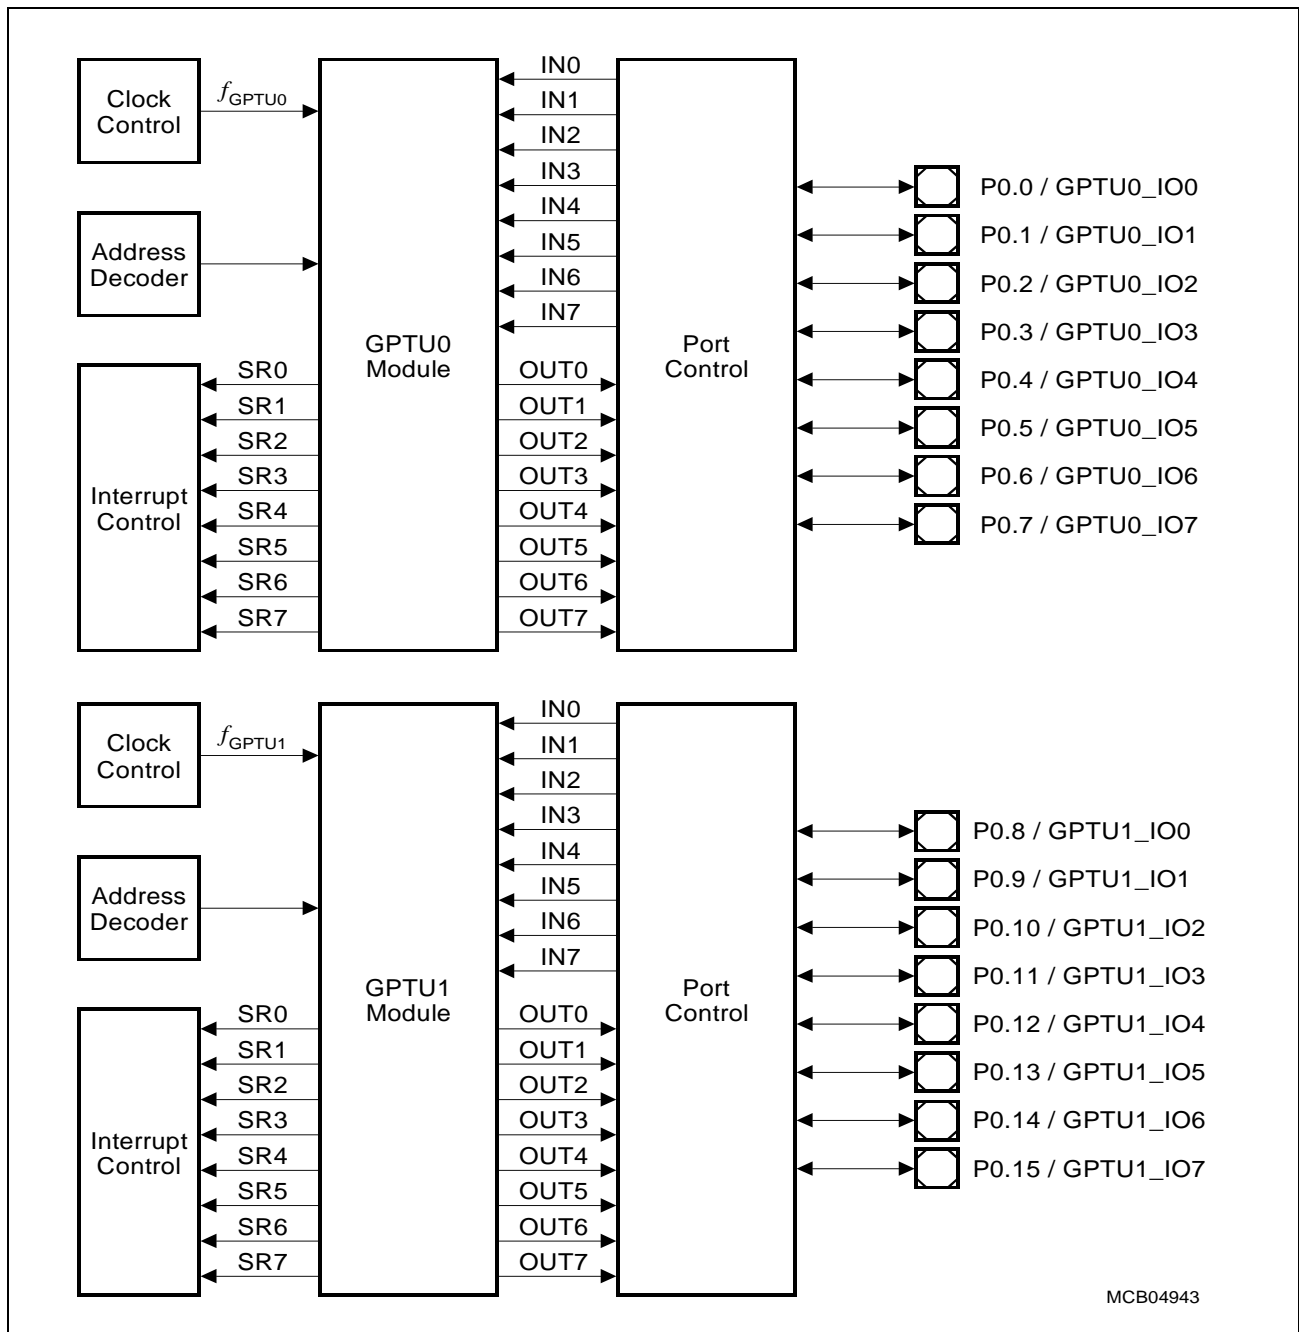 Clock
Control
fGPTU0
Address
Decoder
Interrupt
Control
SR0
SR1
SR2
SR3
SR4
SR5
SR6
SR7
GPTU0
Module
IN0
IN1
IN2
IN3
IN4
IN5
IN6
IN7
OUT0
OUT1
OUT2
OUT3
OUT4
OUT5
OUT6
OUT7
Port
Control
P0.0 / GPTU0_IO0
P0.1 / GPTU0_IO1
P0.2 / GPTU0_IO2
P0.3 / GPTU0_IO3
P0.4 / GPTU0_IO4
P0.5 / GPTU0_IO5
P0.6 / GPTU0_IO6
P0.7 / GPTU0_IO7
Clock
Control
fGPTU1
Address
Decoder
Interrupt
Control
SR0
SR1
SR2
SR3
SR4
SR5
SR6
SR7
GPTU1
Module
IN0
IN1
IN2
IN3
IN4
IN5
IN6
IN7
OUT0
OUT1
OUT2
OUT3
OUT4
OUT5
OUT6
OUT7
Port
Control
P0.8 / GPTU1_IO0
P0.9 / GPTU1_IO1
P0.10 / GPTU1_IO2
P0.11 / GPTU1_IO3
P0.12 / GPTU1_IO4
P0.13 / GPTU1_IO5
P0.14 / GPTU1_IO6
P0.15 / GPTU1_IO7
MCB04943